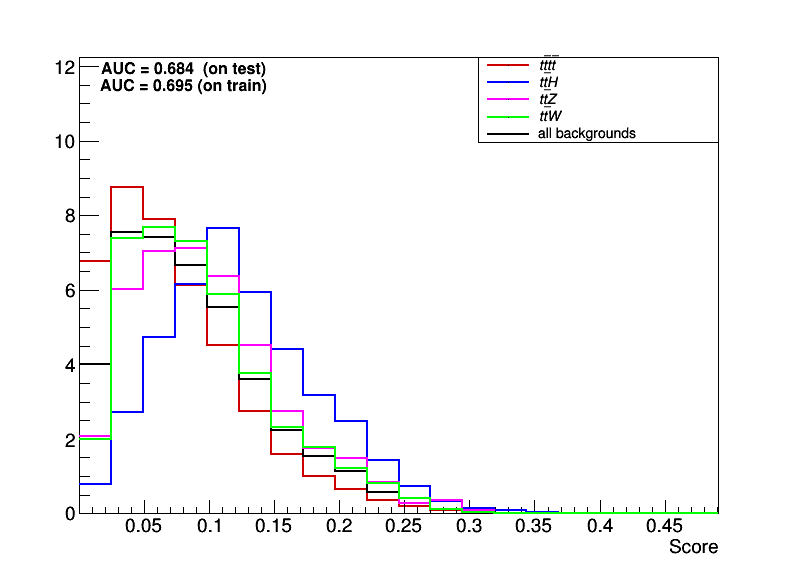 AUC = 0.684 (on test)
AUC = 0.695 (on train)
tt̄tt̄
tt̄H
tt̄Z
tt̄W
all backgrounds
12
10
8
6
4
2
0
0.05 0.1 0.15 0.2 0.25 0.3 0.35 0.4 0.45
Score